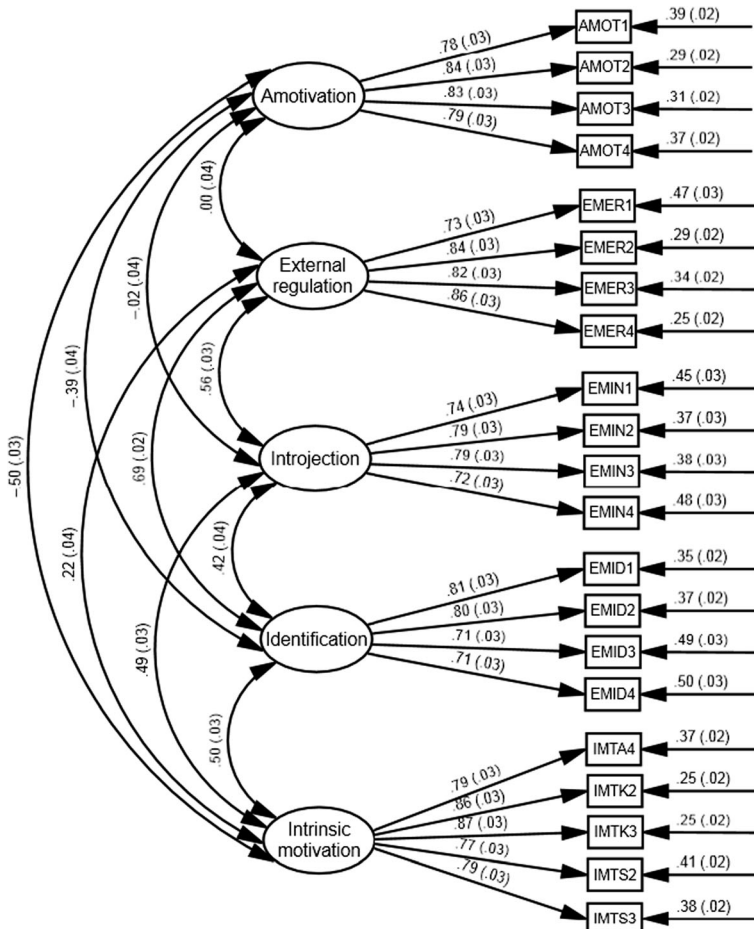 Amotivation
.78 (.03)
AMOT1
.39 (.02)
.84 (.03)
AMOT2
.29 (.02)
.83 (.03)
AMOT3
.31 (.02)
.79 (.03)
AMOT4
.37 (.02)
.00 (.04)
External
regulation
.73 (.03)
EMER1
.47 (.03)
.84 (.03)
EMER2
.29 (.02)
.82 (.03)
EMER3
.34 (.02)
.86 (.03)
EMER4
.25 (.02)
−.02 (.04)
.56 (.03)
−.39 (.04)
.69 (.02)
−.50 (.03)
.22 (.04)
Introjection
.74 (.03)
EMIN1
.45 (.03)
.79 (.03)
EMIN2
.37 (.03)
.79 (.03)
EMIN3
.38 (.03)
.72 (.03)
EMIN4
.48 (.03)
.42 (.04)
.49 (.03)
Identification
.81 (.03)
EMID1
.35 (.02)
.80 (.03)
EMID2
.37 (.02)
.71 (.03)
EMID3
.49 (.03)
.71 (.03)
EMID4
.50 (.03)
.50 (.03)
Intrinsic
motivation
.79 (.03)
IMTA4
.37 (.02)
.86 (.03)
IMTK2
.25 (.02)
.87 (.03)
IMTK3
.25 (.02)
.77 (.03)
IMTS2
.41 (.02)
.79 (.03)
IMTS3
.38 (.02)